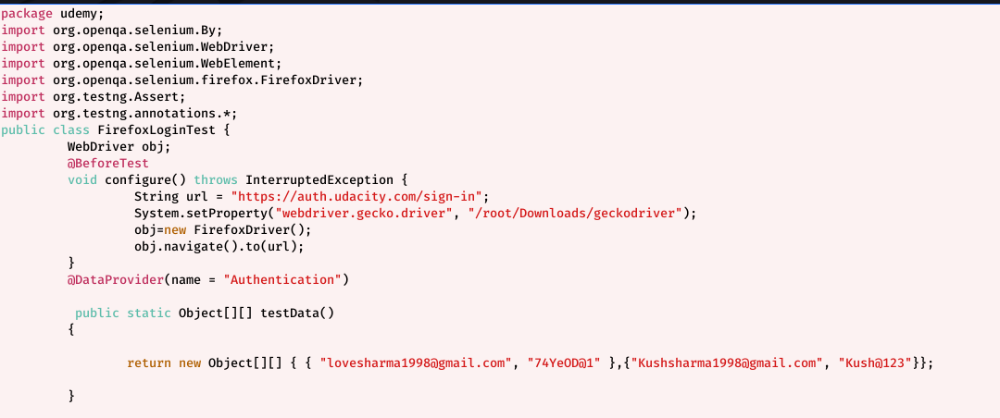 package udemy;
import org.openqa.selenium.By;
import org.openqa.selenium.WebDriver;
import org.openqa.selenium.WebElement;
import org.openqa.selenium.firefox.FirefoxDriver;
import org.testng.Assert;
import org.testng.annotations.*;
public class FirefoxLoginTest {
WebDriver obj;
@BeforeTest
void configure() throws InterruptedException {
String url = "https://auth.udacity.com/sign-in";
System.setProperty("webdriver.gecko.driver", "/root/Downloads/geckodriver");
obj=new FirefoxDriver();
obj.navigate().to(url);
}
@DataProvider(name = "Authentication")
public static Object[][] testData()
{
return new Object[][] { { "lovesharma1998@gmail.com", "74YeOD@1" },{"Kushsharma1998@gmail.com", "Kush@123"}};
}